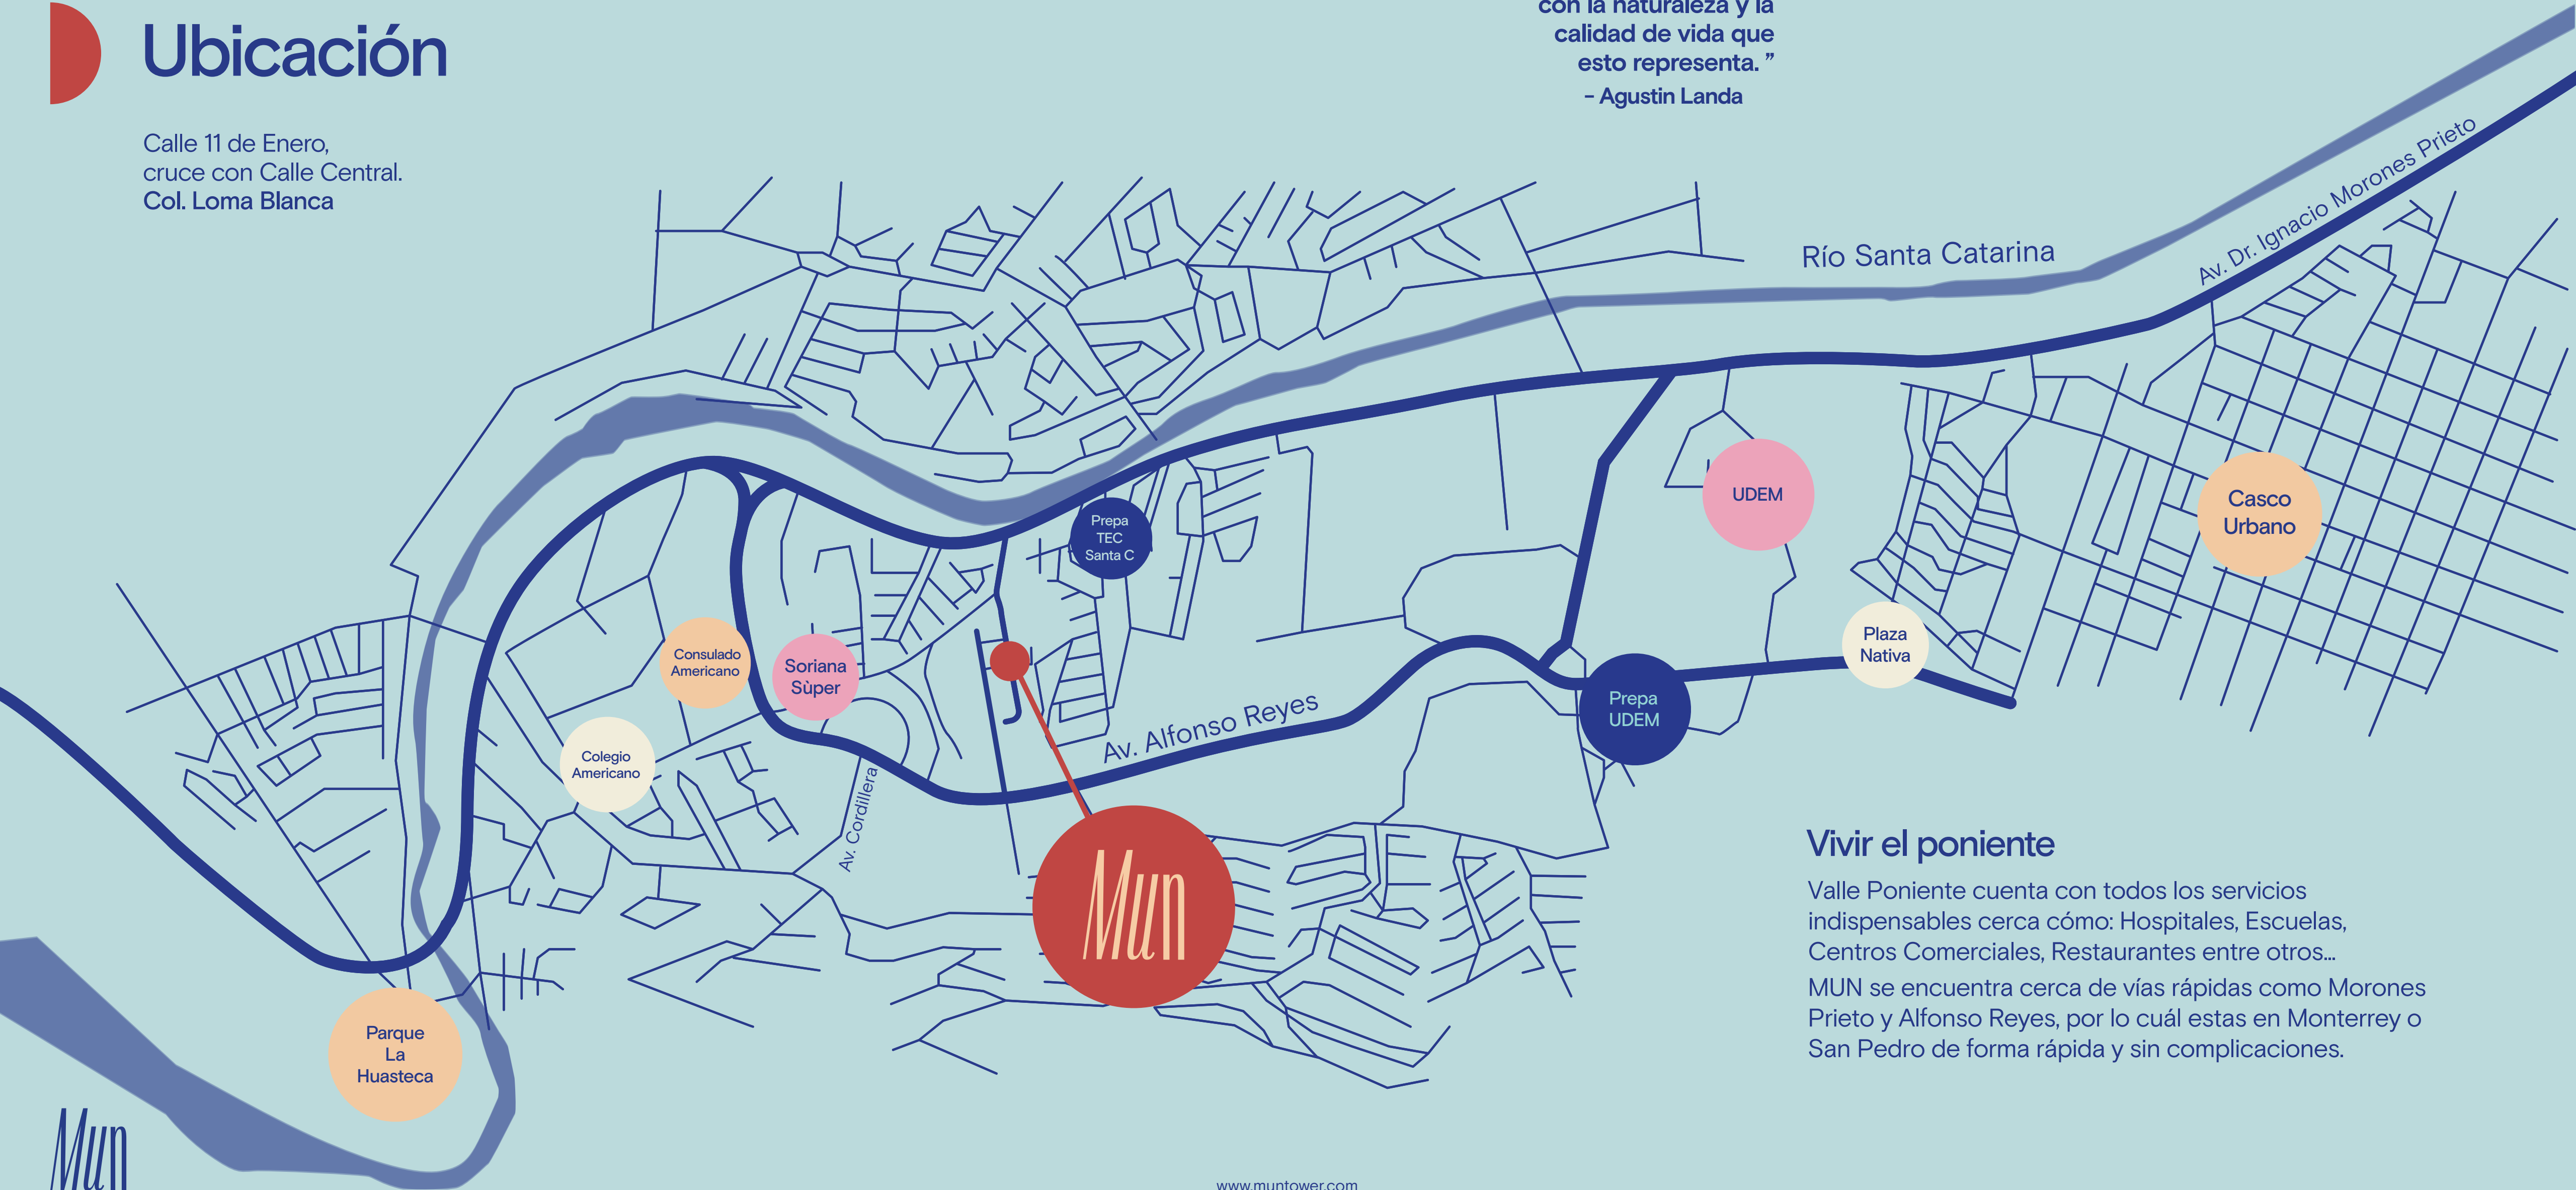 Ubicación
Calle 11 de Enero,
cruce con Calle Central.
Col. Loma Blanca
con la naturaleza y la
calidad de vida que
esto representa. ”
– Agustin Landa
Av. Dr. Ignacio Morones Prieto
Río Santa Catarina
UDEM
Casco
Urbano
Prepa
TEC
Santa C
Consulado
Americano
Soriana
Sùper
Plaza
Nativa
Prepa
UDEM
Av. Alfonso Reyes
Colegio
Americano
Av. Cordillera
Mun
Parque
La
Huasteca
Vivir el poniente
Valle Poniente cuenta con todos los servicios
indispensables cerca cómo: Hospitales, Escuelas,
Centros Comerciales, Restaurantes entre otros...
MUN se encuentra cerca de vías rápidas como Morones
Prieto y Alfonso Reyes, por lo cuál estas en Monterrey o
San Pedro de forma rápida y sin complicaciones.
Mun
www.muntower.com